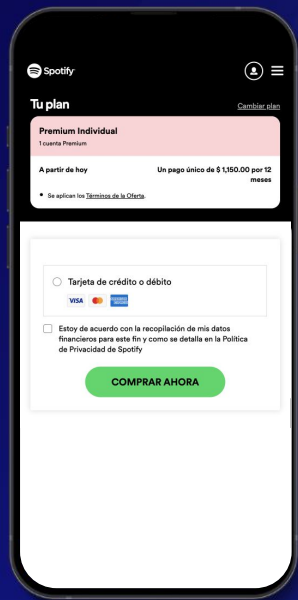 Spotify
Tu plan
Cambiar plan
Premium Individual
1 cuenta Premium
A partir de hoy
Un pago único de $ 1,150.00 por 12
meses
• Se aplican los Términos de la Oferta.
Tarjeta de crédito o débito
VISA
Estoy de acuerdo con la recopilación de mis datos
financieros para este fin y como se detalla en la Política
de Privacidad de Spotify
COMPRAR AHORA